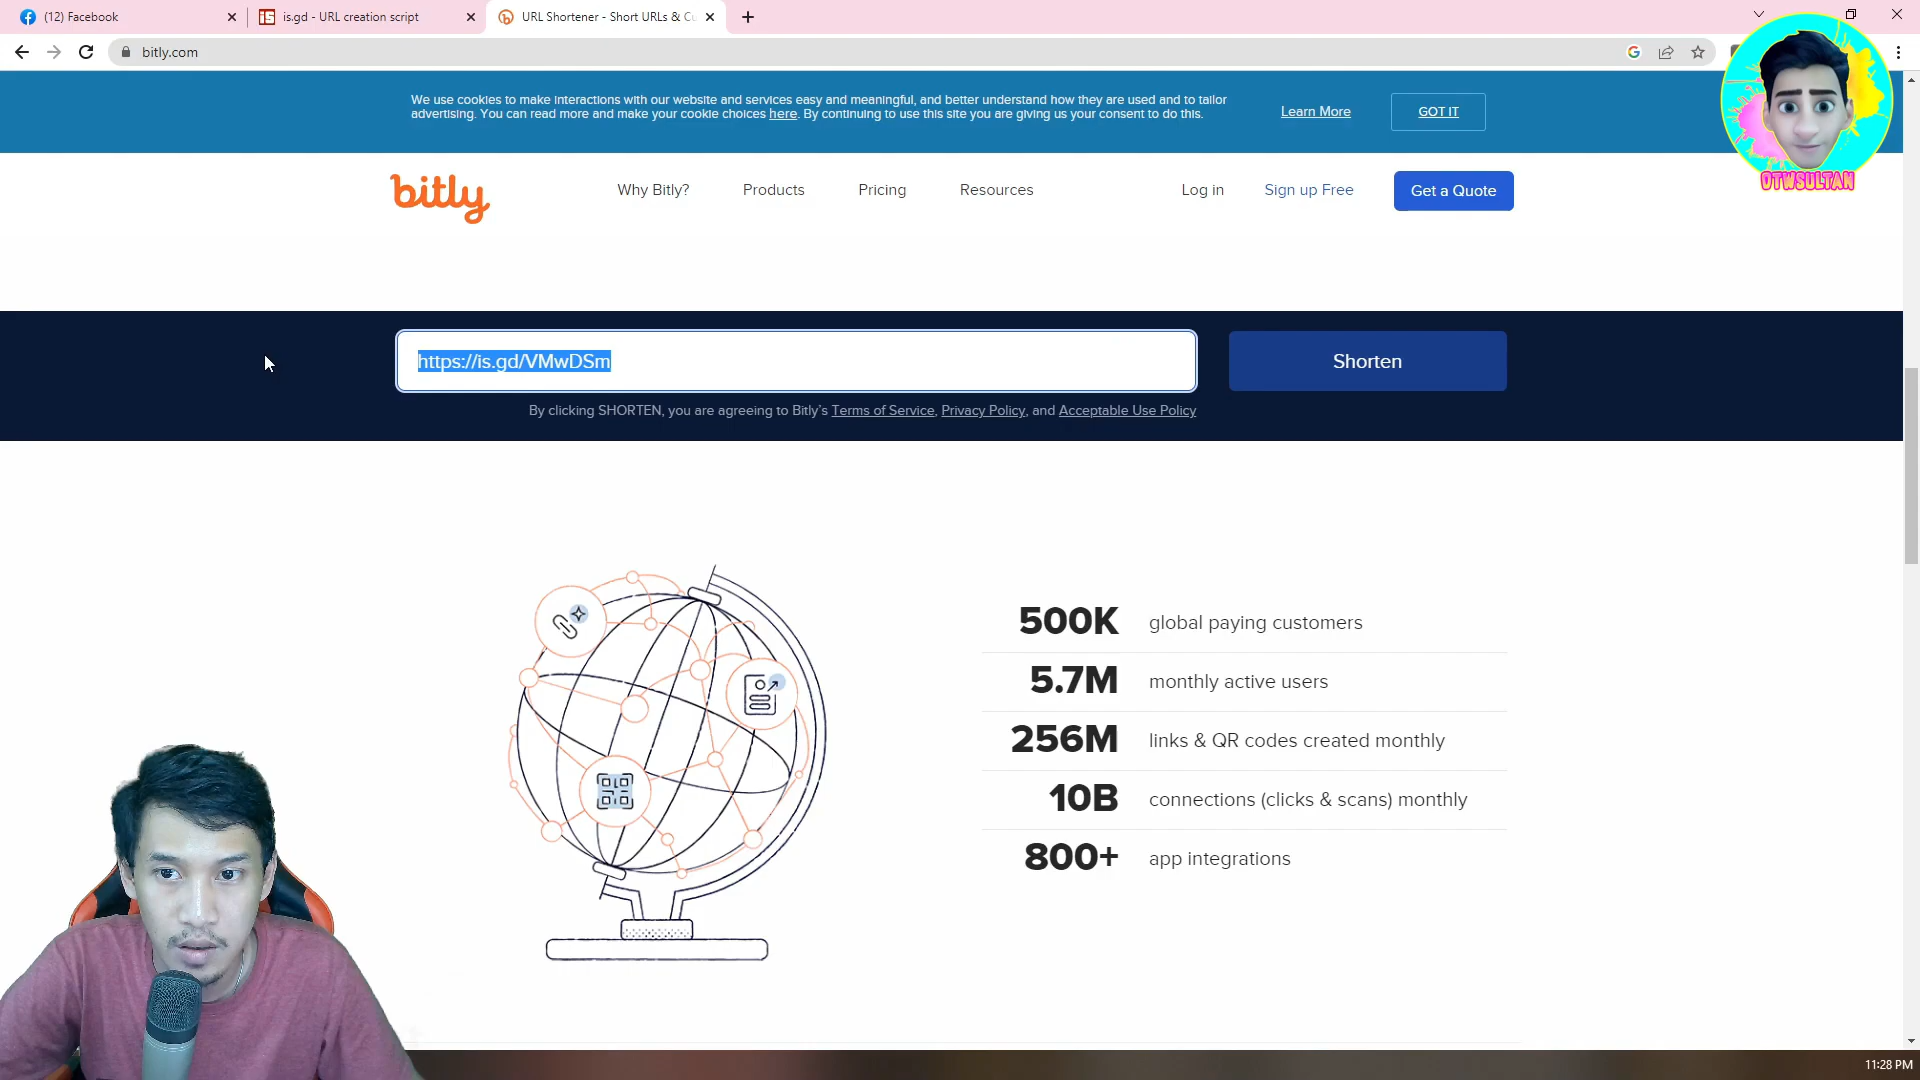 (12) Facebook
is.gd - URL creation script
URL Shortener - Short URLs & Cu
bitly.com
We use cookies to make interactions with our website and services easy and meaningful, and better understand how they are used and to tailor
advertising. You can read more and make your cookie choices here. By continuing to use this site you are giving us your consent to do this.
Learn More
GOT IT
OTWSULTAN
bitly
Why Bitly?
Products
Pricing
Resources
Log in
Sign up Free
Get a Quote
https://is.gd/VMwDSm
Shorten
By clicking SHORTEN, you are agreeing to Bitly's Terms of Service, Privacy Policy, and Acceptable Use Policy
500K global paying customers
5.7M monthly active users
256M links & QR codes created monthly
10B connections (clicks & scans) monthly
800+ app integrations
11:28 PM